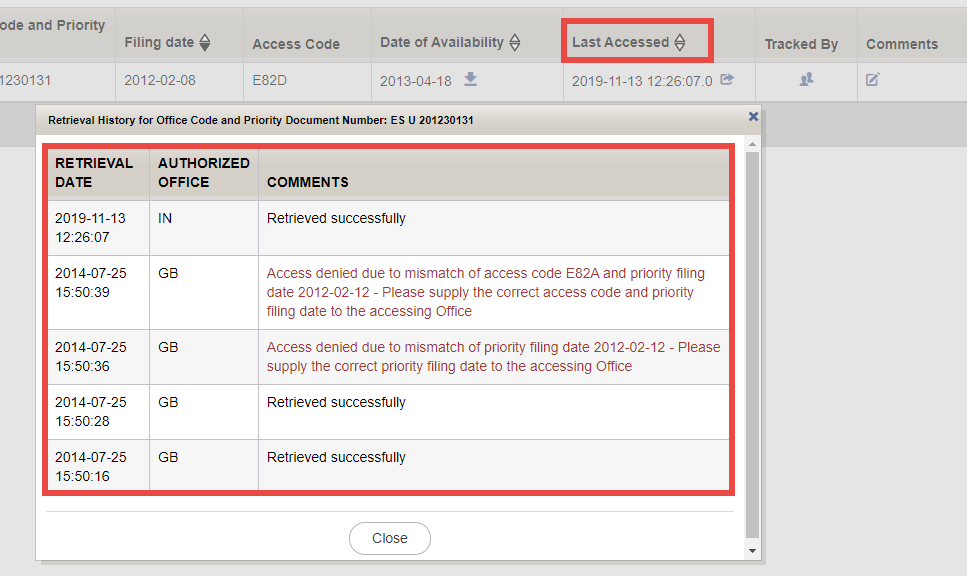 ode and Priority
Filing date
Access Code
Date of Availability
Last Accessed
Tracked By
Comments
1230131
2012-02-08
E82D
2013-04-18
2019-11-13 12:26:07.0
Retrieval History for Office Code and Priority Document Number: ES U 201230131
RETRIEVAL
DATE
AUTHORIZED
OFFICE
COMMENTS
2019-11-13
12:26:07
IN
Retrieved successfully
2014-07-25
15:50:39
GB
Access denied due to mismatch of access code E82A and priority filing
date 2012-02-12 - Please supply the correct access code and priority
filing date to the accessing Office
2014-07-25
15:50:36
GB
Access denied due to mismatch of priority filing date 2012-02-12 - Please
supply the correct priority filing date to the accessing Office
2014-07-25
15:50:28
GB
Retrieved successfully
2014-07-25
15:50:16
GB
Retrieved successfully
Close